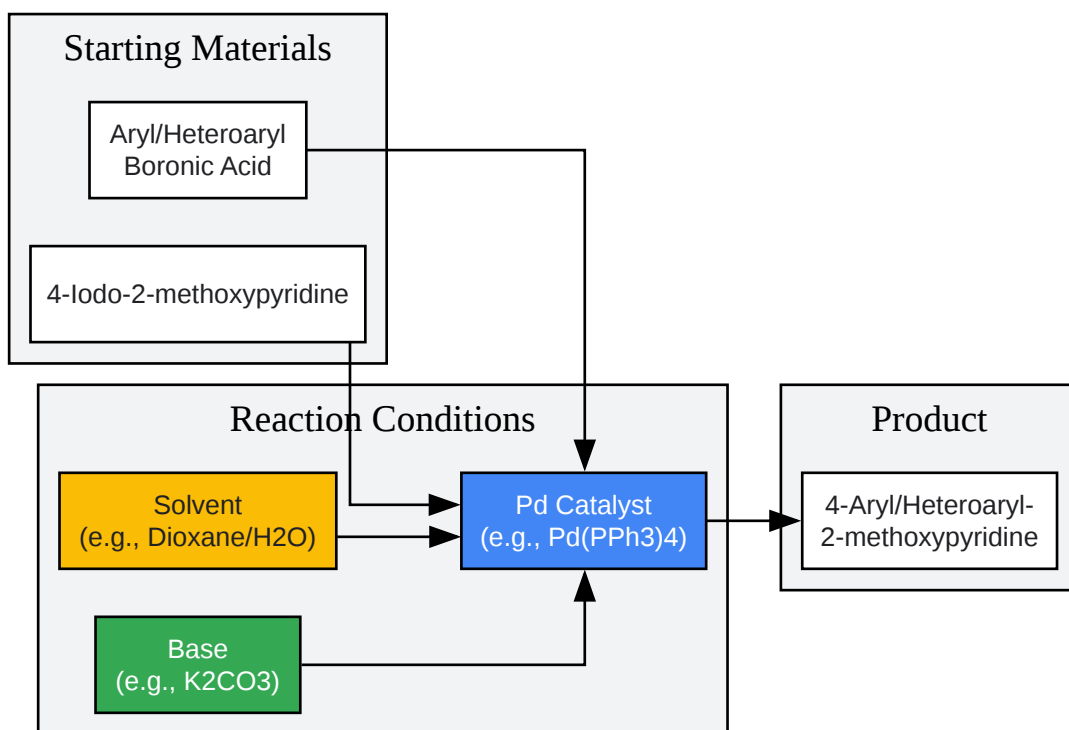 Starting Materials
Aryl/Heteroaryl
Boronic Acid
4-Iodo-2-methoxypyridine
Reaction Conditions
Solvent
(e.g., Dioxane/H2O)
Pd Catalyst
(e.g., Pd(PPh3)4)
Base
(e.g., K2CO3)
Product
4-Aryl/Heteroaryl-
2-methoxypyridine